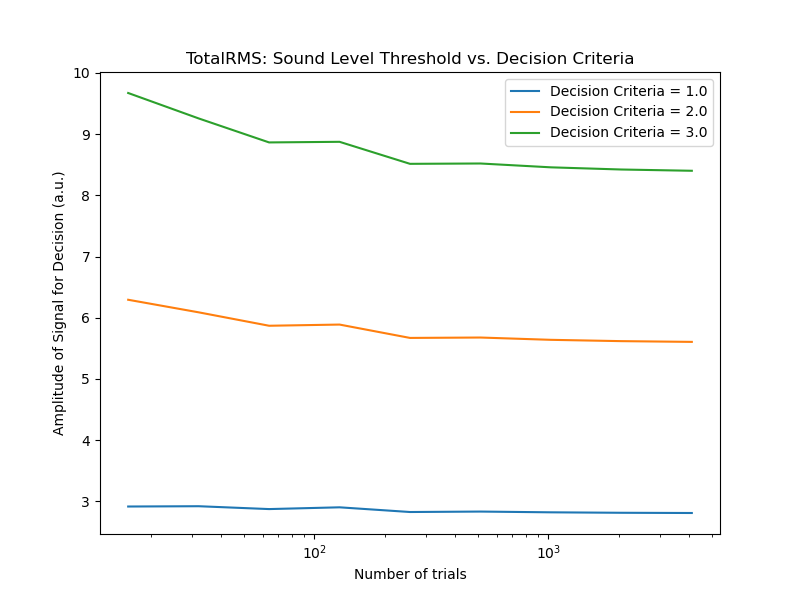 TotalRMS: Sound Level Threshold vs. Decision Criteria
Decision Criteria = 1.0
Decision Criteria = 2.0
Decision Criteria = 3.0
Amplitude of Signal for Decision (a.u.)
10
9
8
7
6
5
4
3
10²
10³
Number of trials